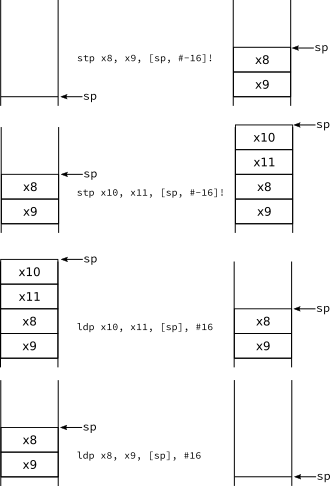 sp
stp x8, x9, [sp, #-16]!
sp
x8
x9
sp
x8
x9
stp x10, x11, [sp, #-16]!
sp
x10
x11
x8
x9
sp
x10
x11
x8
x9
ldp x10, x11, [sp], #16
sp
x8
x9
sp
x8
x9
ldp x8, x9, [sp], #16
sp